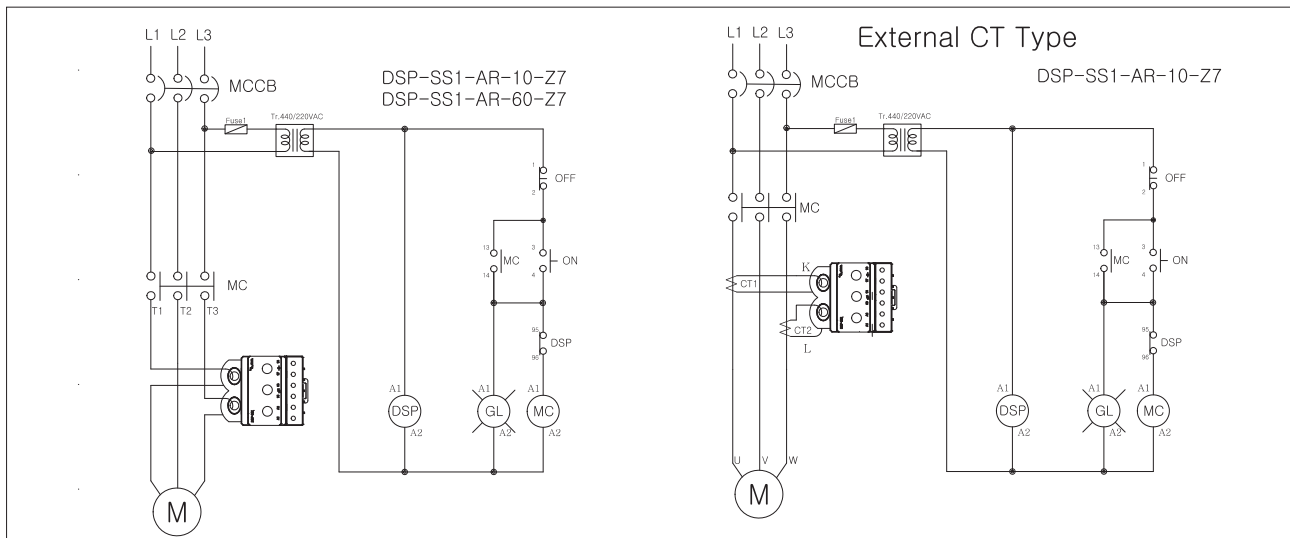 L1 L2 L3
MCCB
DSP-SS1-AR-10-Z7
DSP-SS1-AR-60-Z7
Fuse1
Tr.440/220VAC
1
OFF
2
13
MC
14
3
ON
4
MC
T1 T2 T3
95
DSP
96
A1
DSP
A2
A1
GL
A2
A1
MC
A2
M
External CT Type
L1 L2 L3
MCCB
DSP-SS1-AR-10-Z7
Fuse1
Tr.440/220VAC
1
OFF
2
MC
13
MC
14
3
ON
4
K
CT1
CT2
L
95
DSP
96
A1
DSP
A2
A1
GL
A2
A1
MC
A2
U V W
M